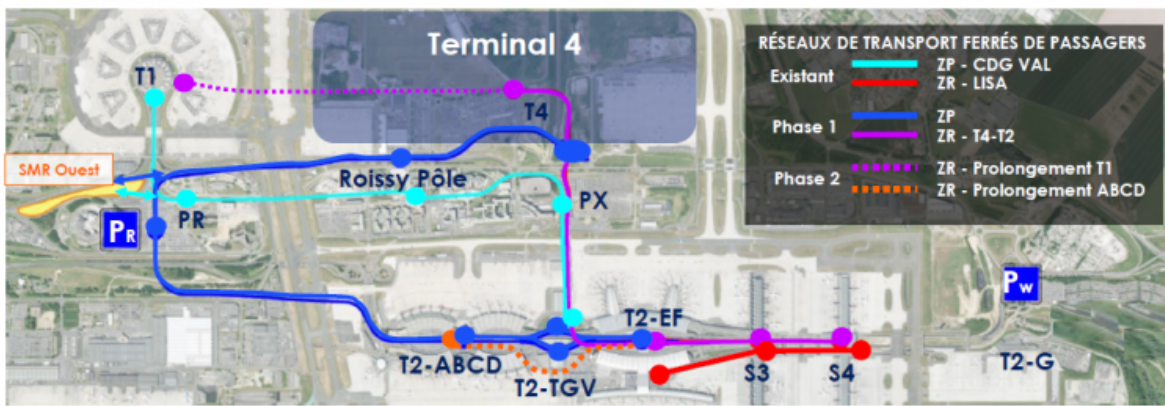 Terminal 4
RÉSEAUX DE TRANSPORT FERRÉS DE PASSAGERS
Existant
ZP - CDG VAL
ZR - LISA
Phase 1
ZP
ZR - T4-T2
Phase 2
ZR - Prolongement T1
ZR - Prolongement ABCD
T1
T4
SMR Ouest
Roissy Pôle
PR
PX
PR
PW
T2-EF
T2-ABCD
T2-TGV
S3
S4
T2-G